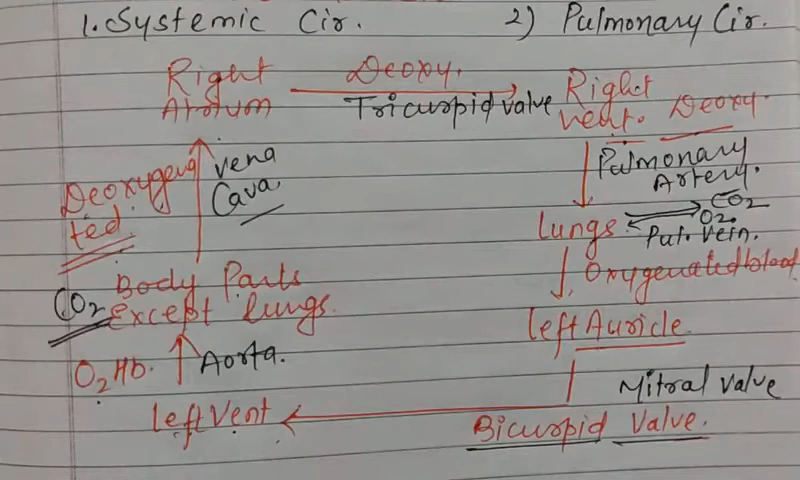 1. Systemic Cir. 2) Pulmonary Cir.
Right Deoxy. Right
Atrium Tricuspid valve Vent. Deoxy.
Deoxygena vena Pulmonary
ted. Cava. Artery.
Lungs CO2
O2.
Pul. Vein.
Body Parts Oxygenated blood
CO2 Except lungs.
left Auricle.
O2Hb. Aorta.
Mitral valve
left Vent Bicuspid Valve.